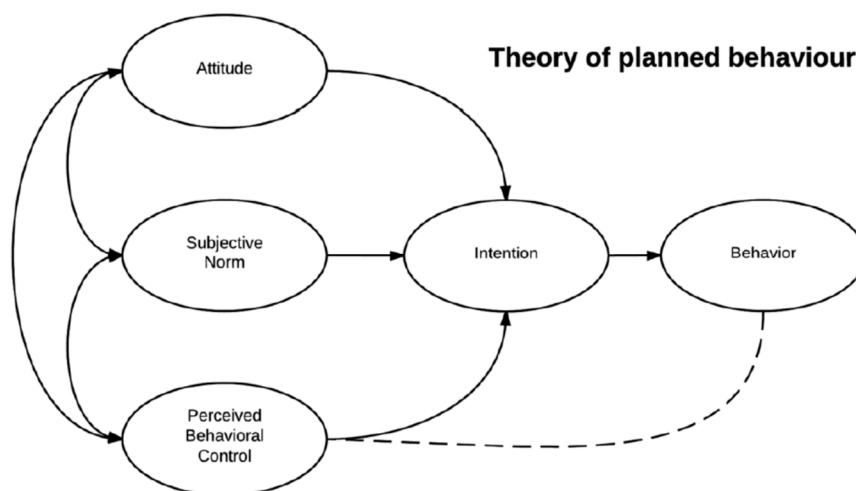 Theory of planned behaviour
Attitude
Subjective
Norm
Intention
Behavior
Perceived
Behavioral
Control